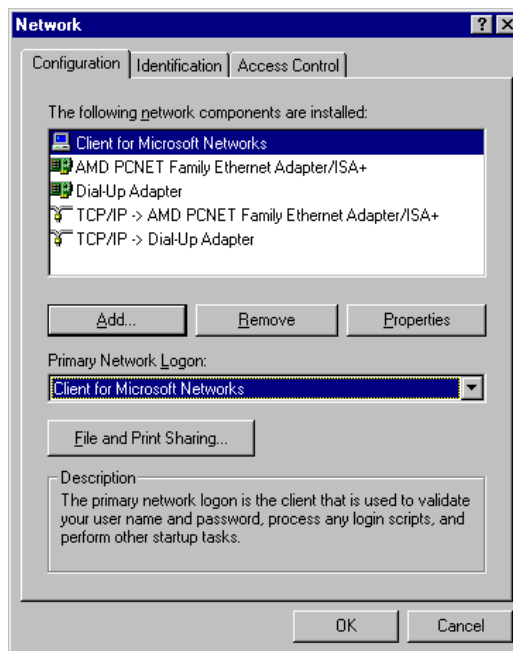 Network
Configuration Identification Access Control
The following network components are installed:
Client for Microsoft Networks
AMD PCNET Family Ethernet Adapter/ISA+
Dial-Up Adapter
TCP/IP -> AMD PCNET Family Ethernet Adapter/ISA+
TCP/IP -> Dial-Up Adapter
Add... Remove Properties
Primary Network Logon:
Client for Microsoft Networks
File and Print Sharing...
Description
The primary network logon is the client that is used to validate
your user name and password, process any login scripts, and
perform other startup tasks.
OK Cancel